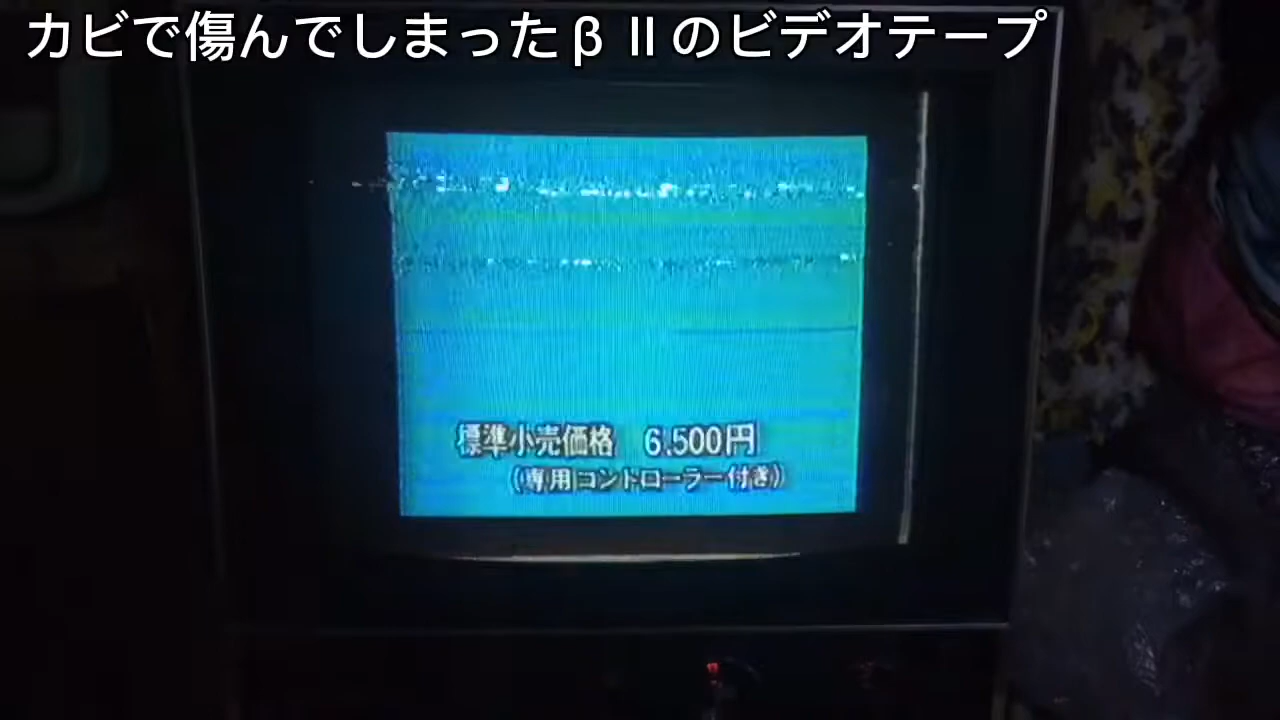 カビで傷んでしまったβⅡのビデオテープ
標準小売価格 6.500円
(専用コントローラー付き)